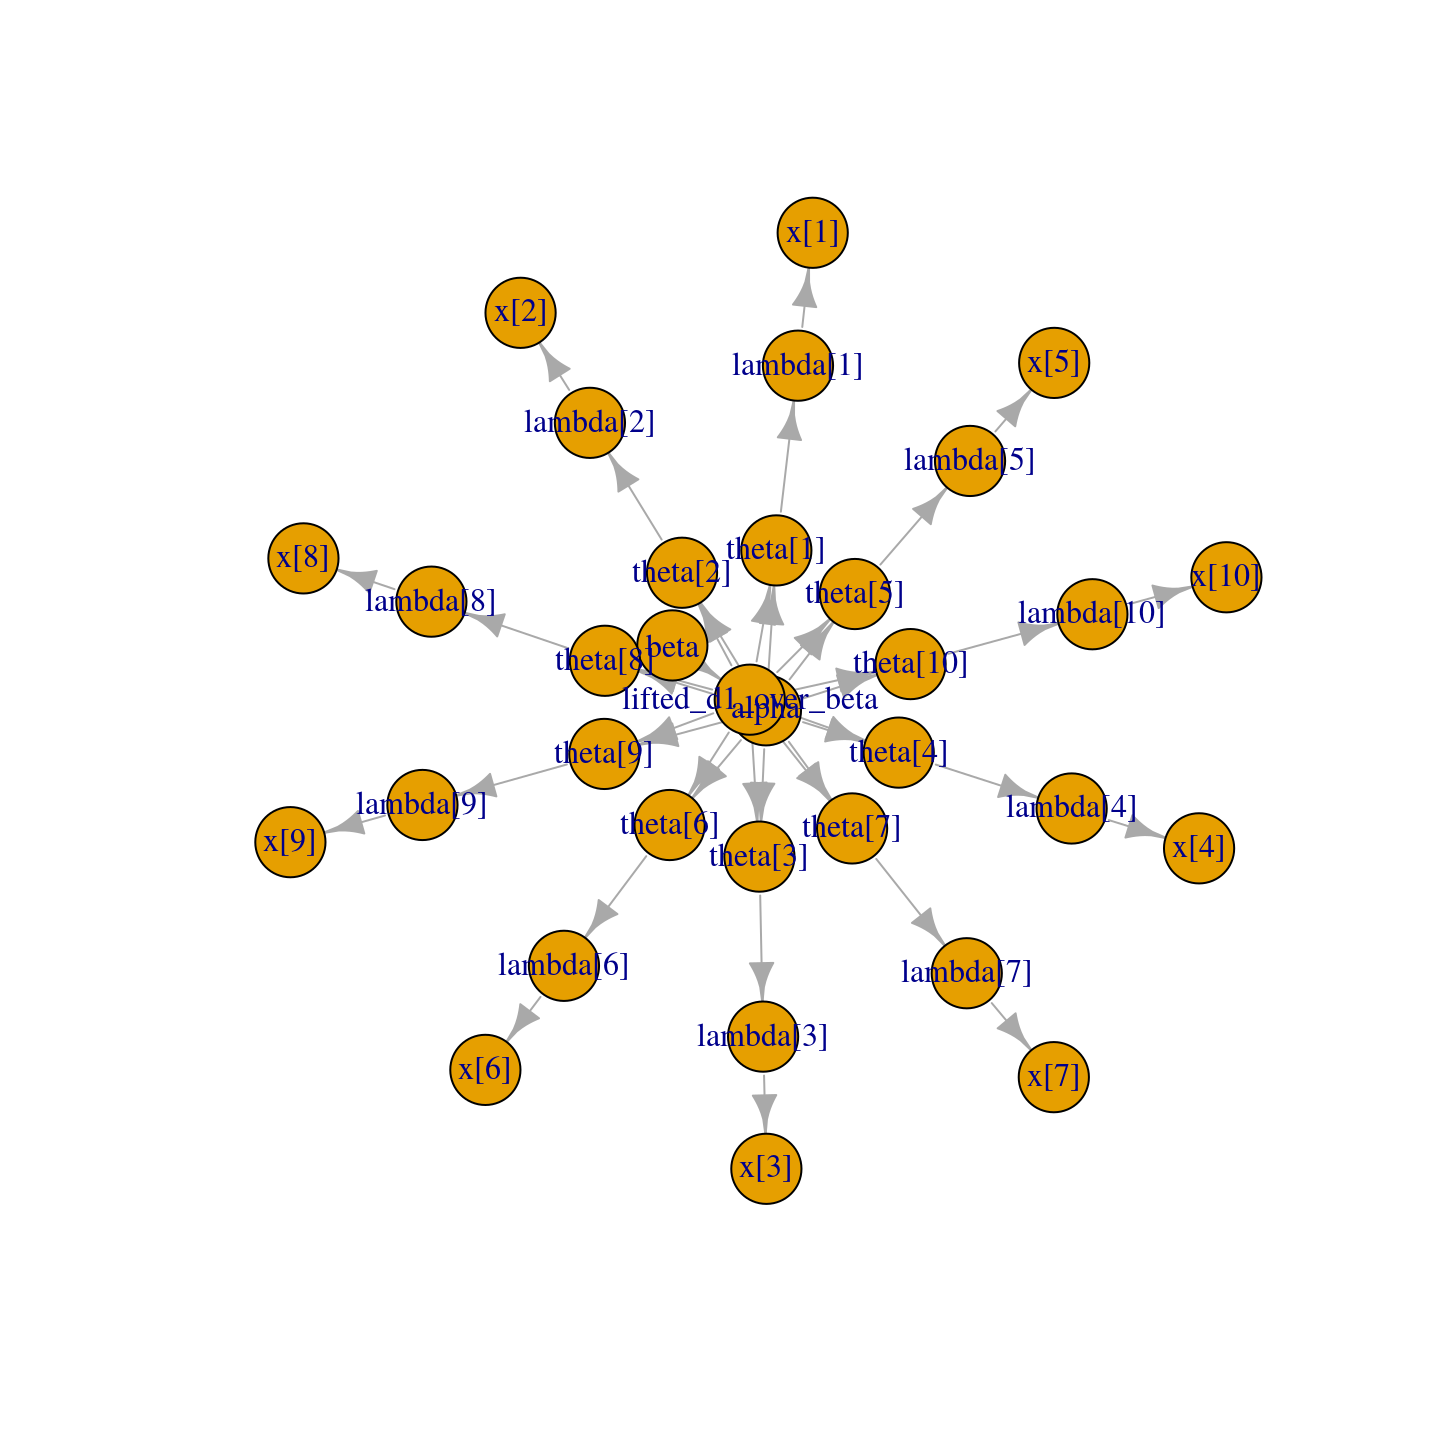 x[1]
x[2]
x[5]
lambda[1]
lambda[2]
lambda[5]
x[8]
theta[1]
theta[2]
x[10]
theta[5]
lambda[8]
lambda[10]
beta
theta[8]
theta[10]
lifted_d1_over_beta
alpha
theta[9]
theta[4]
lambda[9]
lambda[4]
theta[6]
theta[7]
x[9]
x[4]
theta[3]
lambda[6]
lambda[7]
lambda[3]
x[6]
x[7]
x[3]